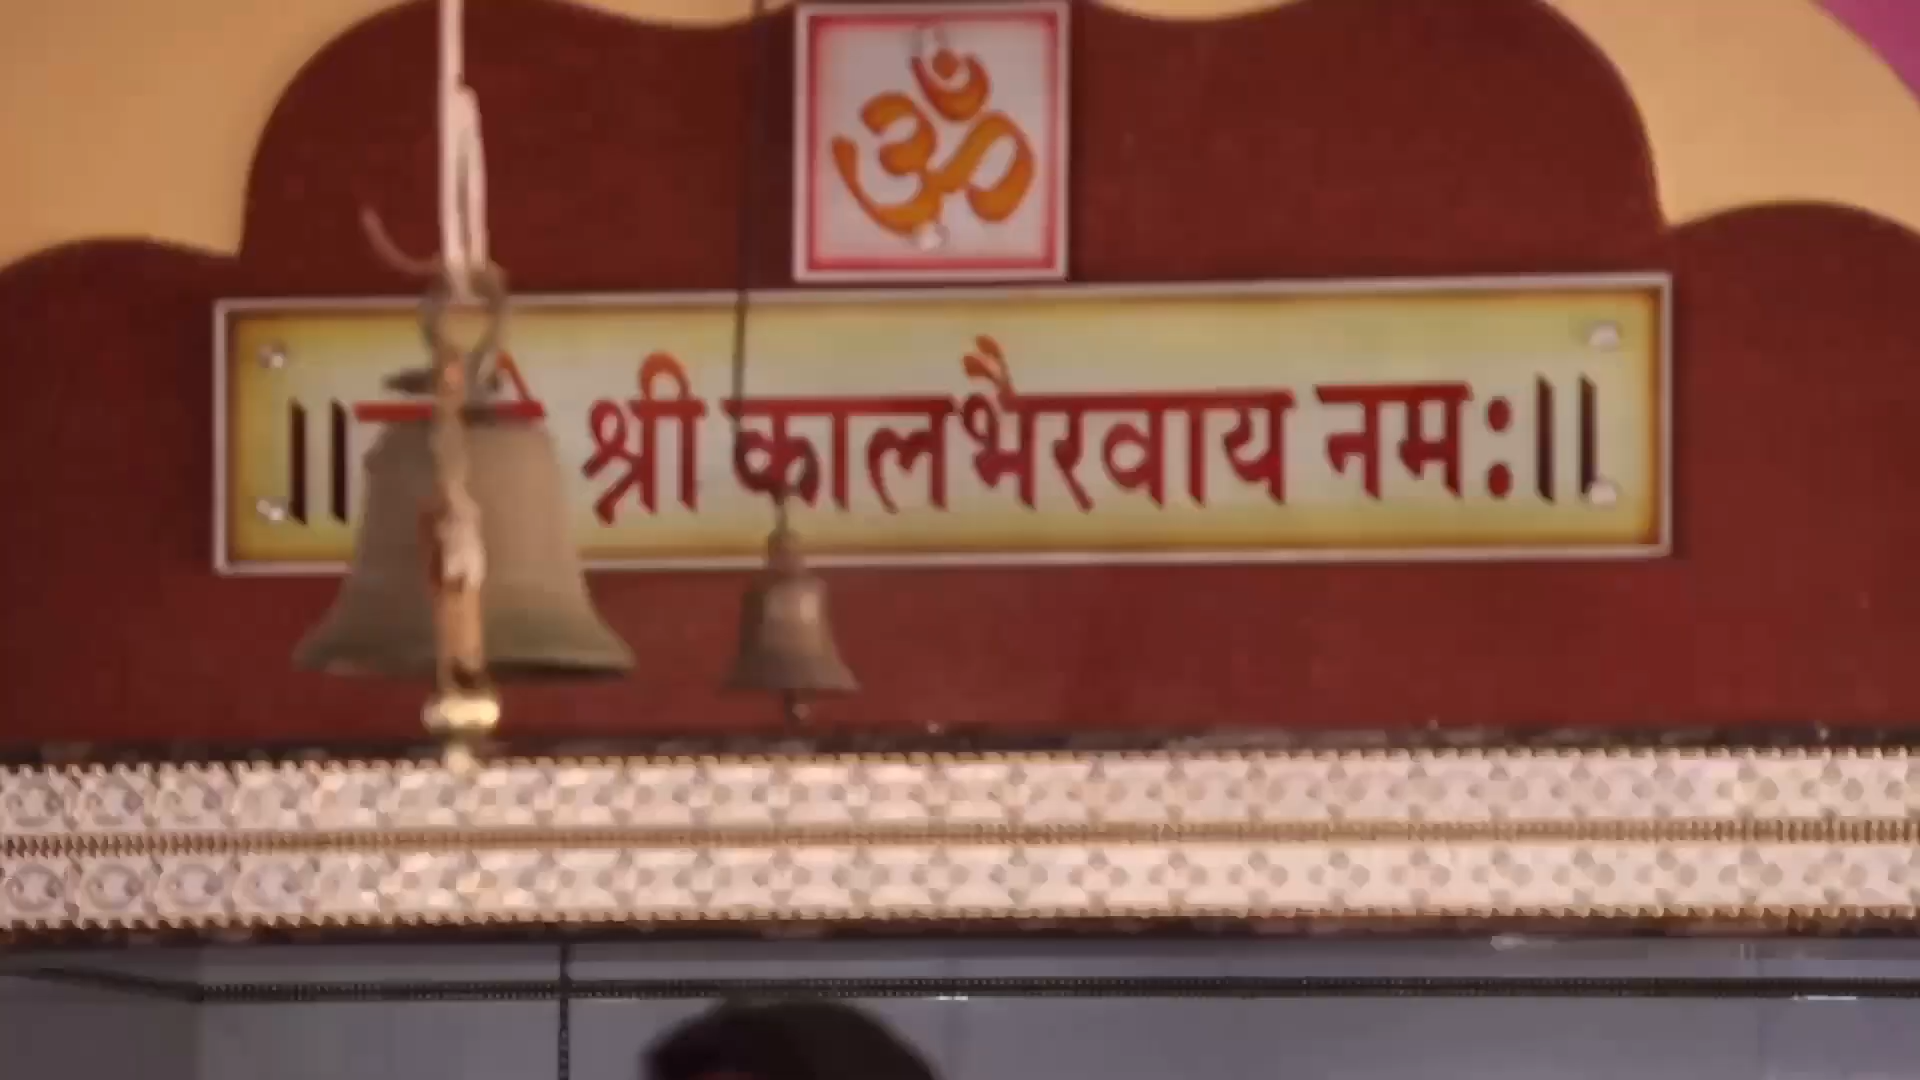 ॐ
|| श्री कालभैरवाय नमः ||